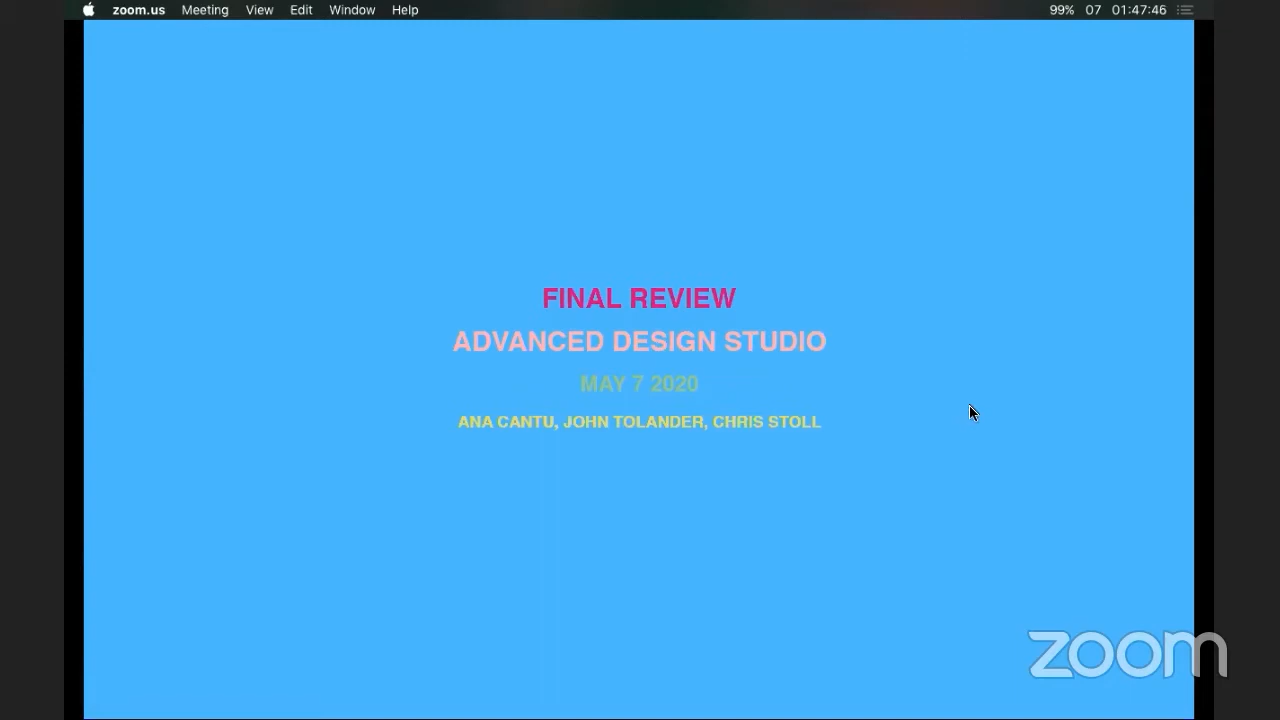 zoom.us Meeting View Edit Window Help 99% 07 01:47:46
FINAL REVIEW
ADVANCED DESIGN STUDIO
MAY 7 2020
ANA CANTU, JOHN TOLANDER, CHRIS STOLL
zoom